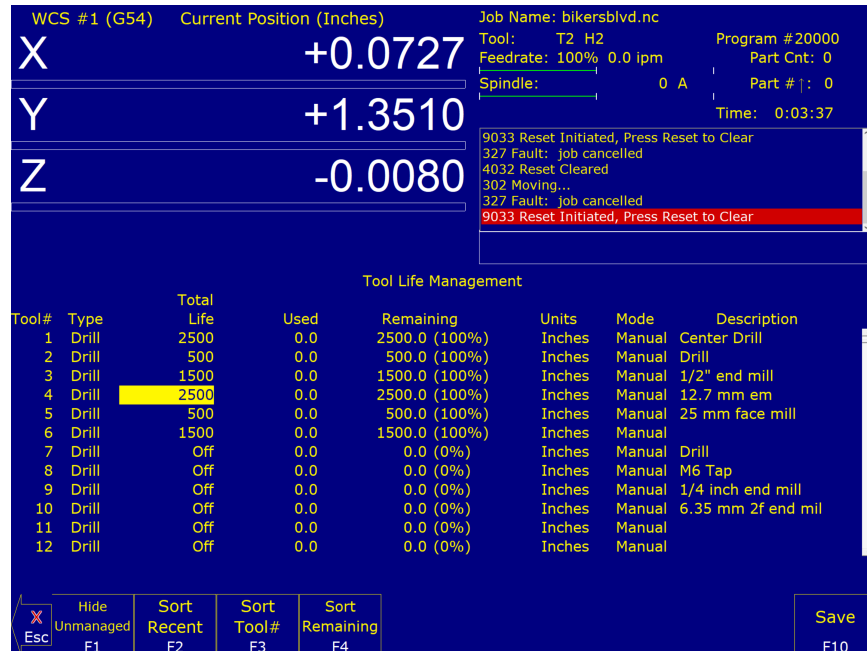 WCS #1 (G54) Current Position (Inches)
X +0.0727
Y +1.3510
Z -0.0080
Job Name: bikersblvd.nc
Tool: T2 H2 Program #20000
Feedrate: 100% 0.0 ipm Part Cnt: 0
Spindle: 0 A Part #↑: 0
Time: 0:03:37
9033 Reset Initiated, Press Reset to Clear
327 Fault: job cancelled
4032 Reset Cleared
302 Moving...
327 Fault: job cancelled
9033 Reset Initiated, Press Reset to Clear
Tool Life Management
Total
Tool# Type Life Used Remaining Units Mode Description
1 Drill 2500 0.0 2500.0 (100%) Inches Manual Center Drill
2 Drill 500 0.0 500.0 (100%) Inches Manual Drill
3 Drill 1500 0.0 1500.0 (100%) Inches Manual 1/2" end mill
4 Drill 2500 0.0 2500.0 (100%) Inches Manual 12.7 mm em
5 Drill 500 0.0 500.0 (100%) Inches Manual 25 mm face mill
6 Drill 1500 0.0 1500.0 (100%) Inches Manual
7 Drill Off 0.0 0.0 (0%) Inches Manual Drill
8 Drill Off 0.0 0.0 (0%) Inches Manual M6 Tap
9 Drill Off 0.0 0.0 (0%) Inches Manual 1/4 inch end mill
10 Drill Off 0.0 0.0 (0%) Inches Manual 6.35 mm 2f end mil
11 Drill Off 0.0 0.0 (0%) Inches Manual
12 Drill Off 0.0 0.0 (0%) Inches Manual
X
Esc
Hide
Unmanaged
F1
Sort
Recent
F2
Sort
Tool#
F3
Sort
Remaining
F4
Save
F10